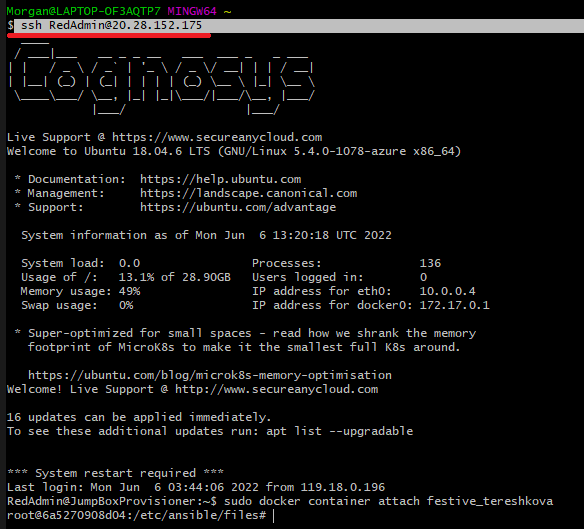 Morgan@LAPTOP-OF3AQTP7 MINGW64 ~
$ ssh RedAdmin@20.28.152.175
Cognosys
Live Support @ https://www.secureanycloud.com
Welcome to Ubuntu 18.04.6 LTS (GNU/Linux 5.4.0-1078-azure x86_64)
* Documentation:  https://help.ubuntu.com
* Management:     https://landscape.canonical.com
* Support:        https://ubuntu.com/advantage
System information as of Mon Jun  6 13:20:18 UTC 2022
System load:  0.0               Processes:              136
Usage of /:   13.1% of 28.90GB   Users logged in:        0
Memory usage: 49%               IP address for eth0:    10.0.0.4
Swap usage:   0%                IP address for docker0: 172.17.0.1
* Super-optimized for small spaces - read how we shrank the memory
footprint of MicroK8s to make it the smallest full K8s around.
https://ubuntu.com/blog/microk8s-memory-optimisation
Welcome! Live Support @ http://www.secureanycloud.com
16 updates can be applied immediately.
To see these additional updates run: apt list --upgradable
*** System restart required ***
Last login: Mon Jun  6 03:44:06 2022 from 119.18.0.196
RedAdmin@JumpBoxProvisioner:~$ sudo docker container attach festive_tereshkova
root@6a5270908d04:/etc/ansible/files#